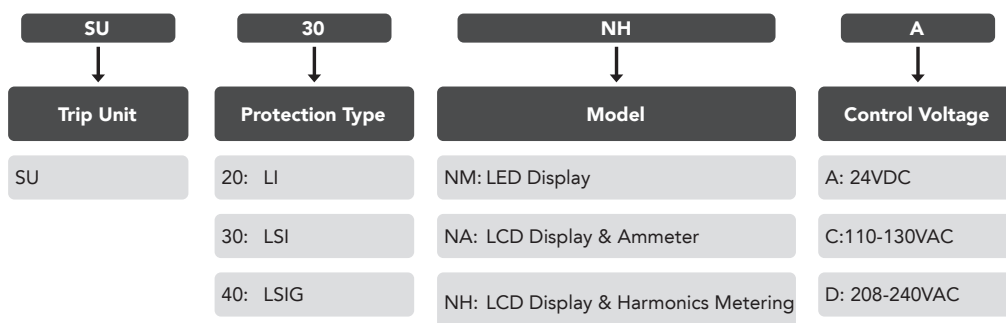 SU 30 NH A
Trip Unit Protection Type Model Control Voltage
SU 20: LI NM: LED Display A: 24VDC
30: LSI NA: LCD Display & Ammeter C:110-130VAC
40: LSIG NH: LCD Display & Harmonics Metering D: 208-240VAC